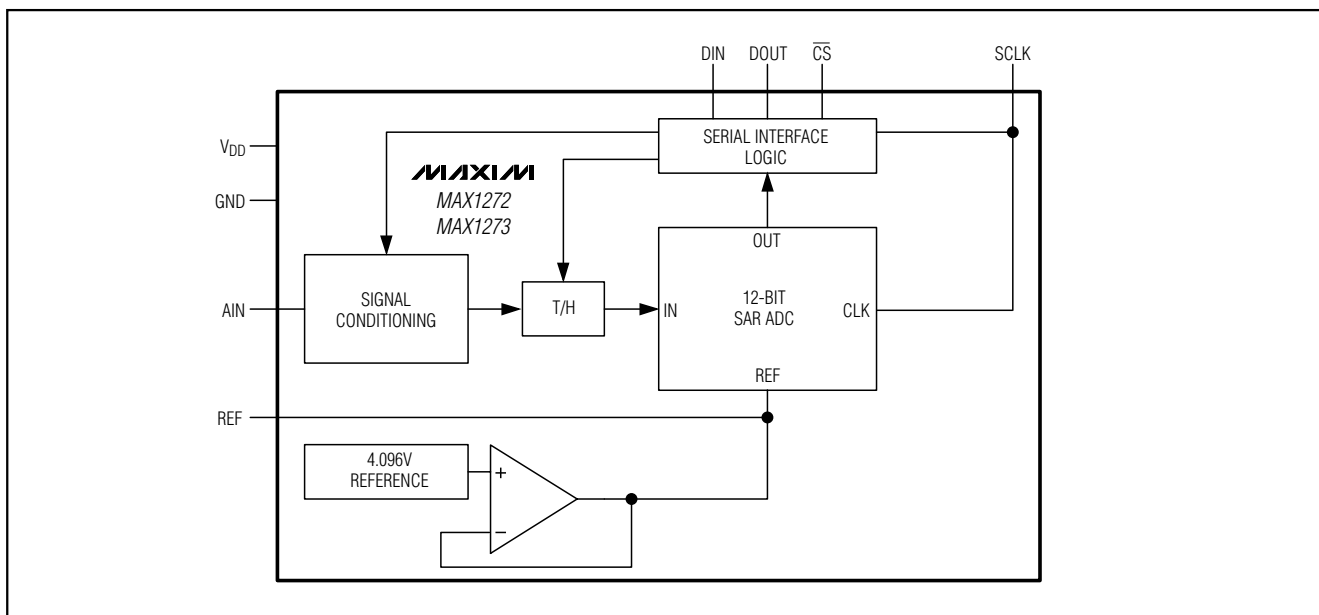 DIN DOUT CS SCLK
VDD
SERIAL INTERFACE
LOGIC
MAXIM
MAX1272
MAX1273
GND
OUT
AIN
SIGNAL
CONDITIONING
T/H
IN
12-BIT
SAR ADC
CLK
REF
REF
4.096V
REFERENCE
+
−